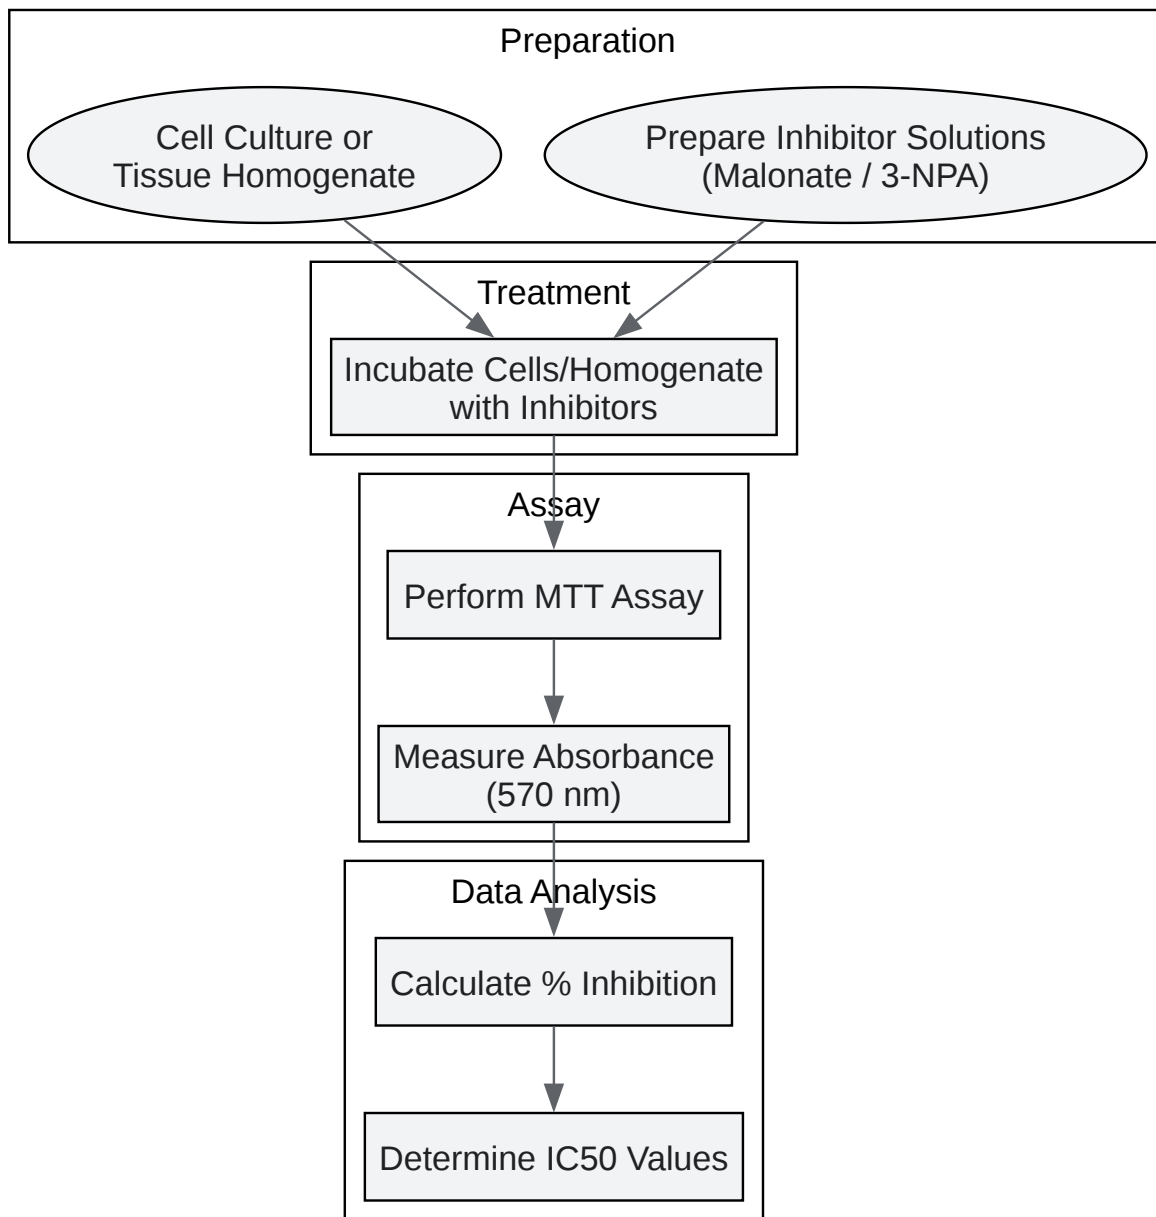 Preparation
Cell Culture or
Tissue Homogenate
Prepare Inhibitor Solutions
(Malonate / 3-NPA)
Treatment
Incubate Cells/Homogenate
with Inhibitors
Assay
Perform MTT Assay
Measure Absorbance
(570 nm)
Data Analysis
Calculate % Inhibition
Determine IC50 Values